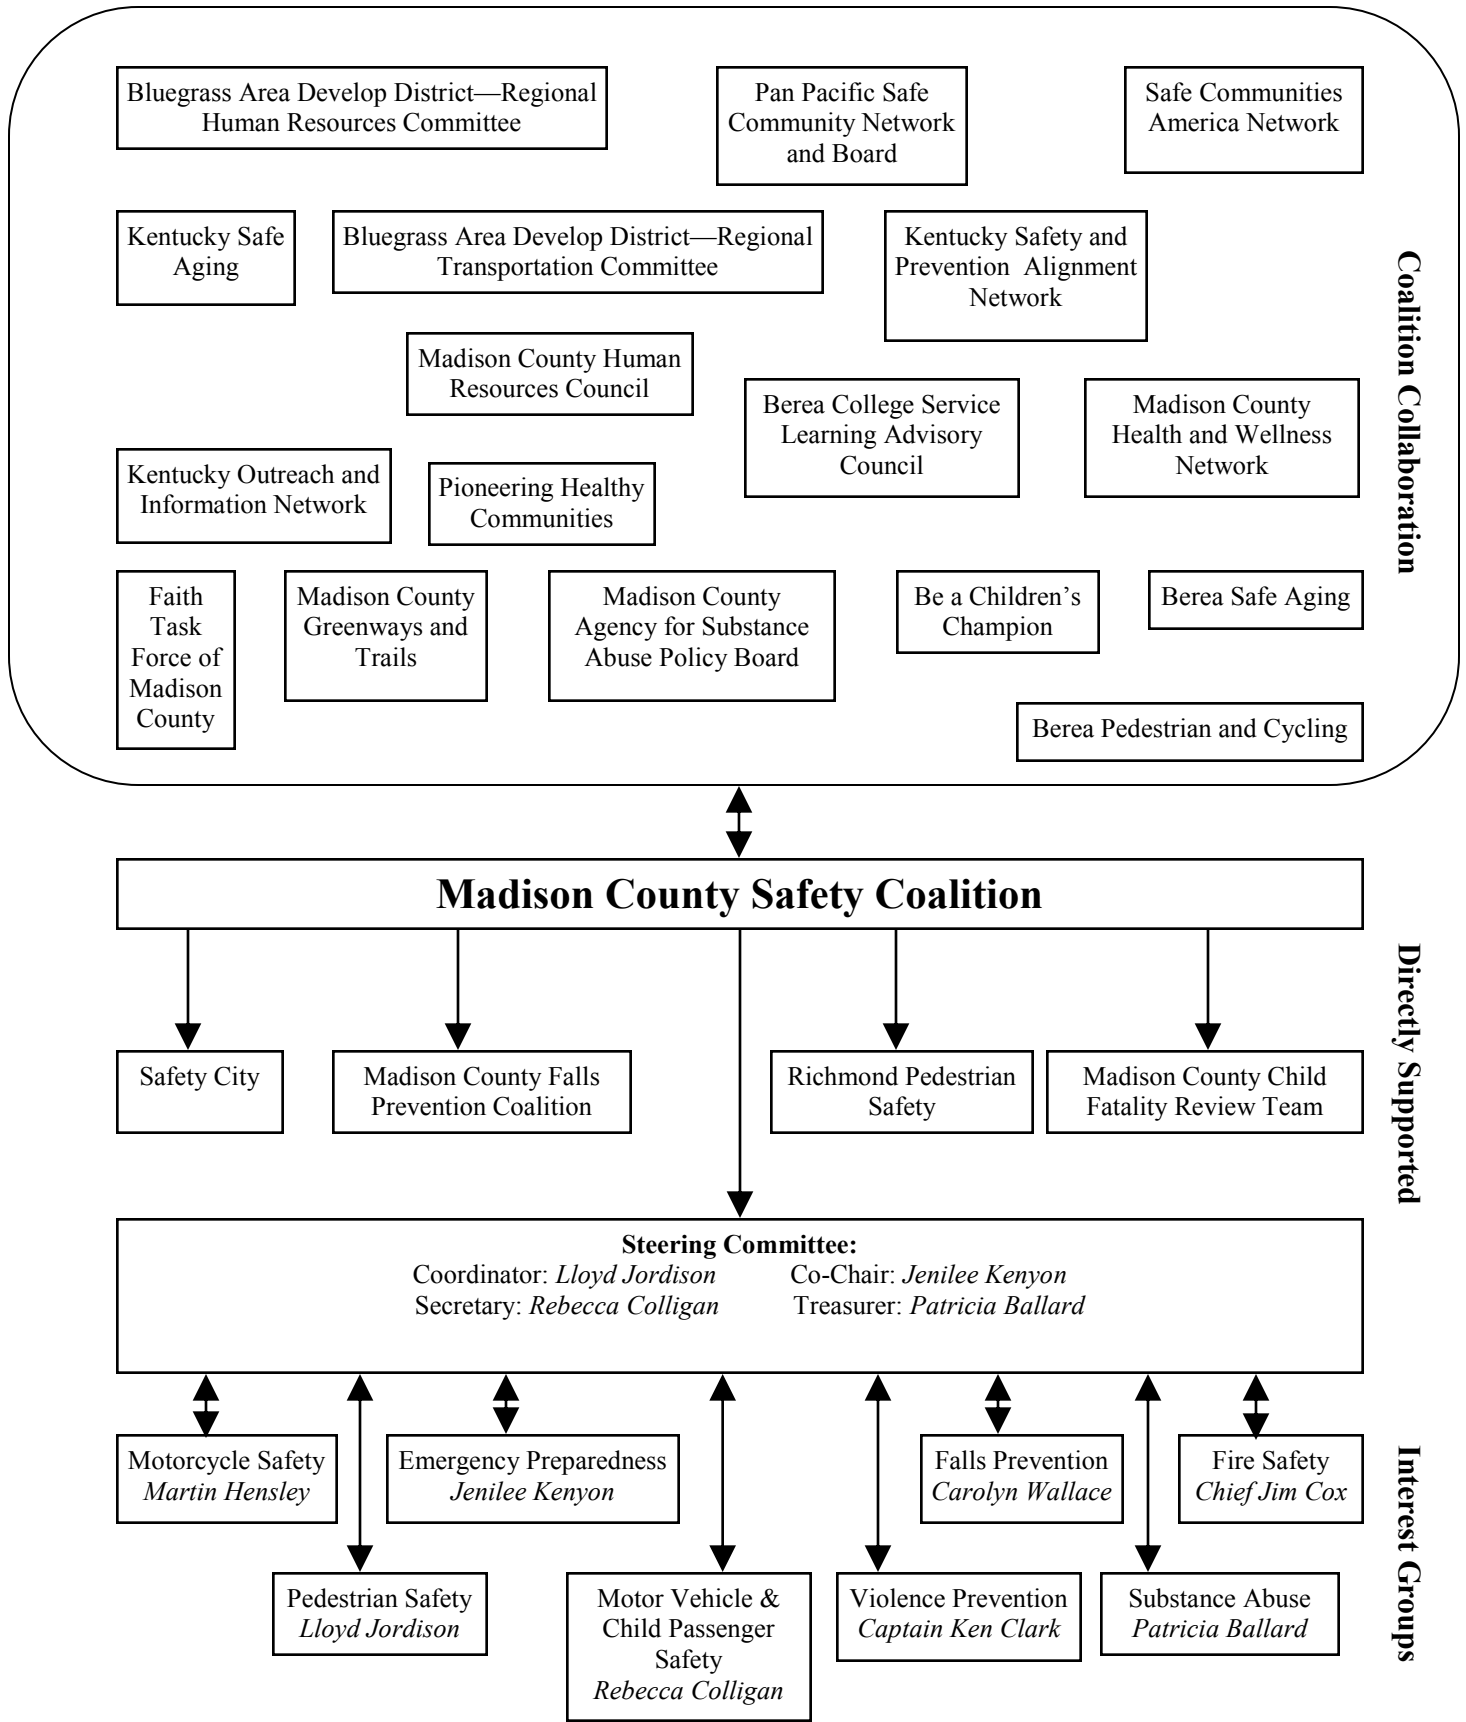 Bluegrass Area Develop District—Regional
Human Resources Committee
Pan Pacific Safe
Community Network
and Board
Safe Communities
America Network
Kentucky Safe
Aging
Bluegrass Area Develop District—Regional
Transportation Committee
Kentucky Safety and
Prevention Alignment
Network
Madison County Human
Resources Council
Berea College Service
Learning Advisory
Council
Madison County
Health and Wellness
Network
Kentucky Outreach and
Information Network
Pioneering Healthy
Communities
Faith
Task
Force of
Madison
County
Madison County
Greenways and
Trails
Madison County
Agency for Substance
Abuse Policy Board
Be a Children's
Champion
Berea Safe Aging
Berea Pedestrian and Cycling
Coalition Collaboration
Madison County Safety Coalition
Safety City
Madison County Falls
Prevention Coalition
Richmond Pedestrian
Safety
Madison County Child
Fatality Review Team
Directly Supported
Steering Committee:
Coordinator: Lloyd Jordison Co-Chair: Jenilee Kenyon
Secretary: Rebecca Colligan Treasurer: Patricia Ballard
Motorcycle Safety
Martin Hensley
Emergency Preparedness
Jenilee Kenyon
Falls Prevention
Carolyn Wallace
Fire Safety
Chief Jim Cox
Pedestrian Safety
Lloyd Jordison
Motor Vehicle &
Child Passenger
Safety
Rebecca Colligan
Violence Prevention
Captain Ken Clark
Substance Abuse
Patricia Ballard
Interest Groups